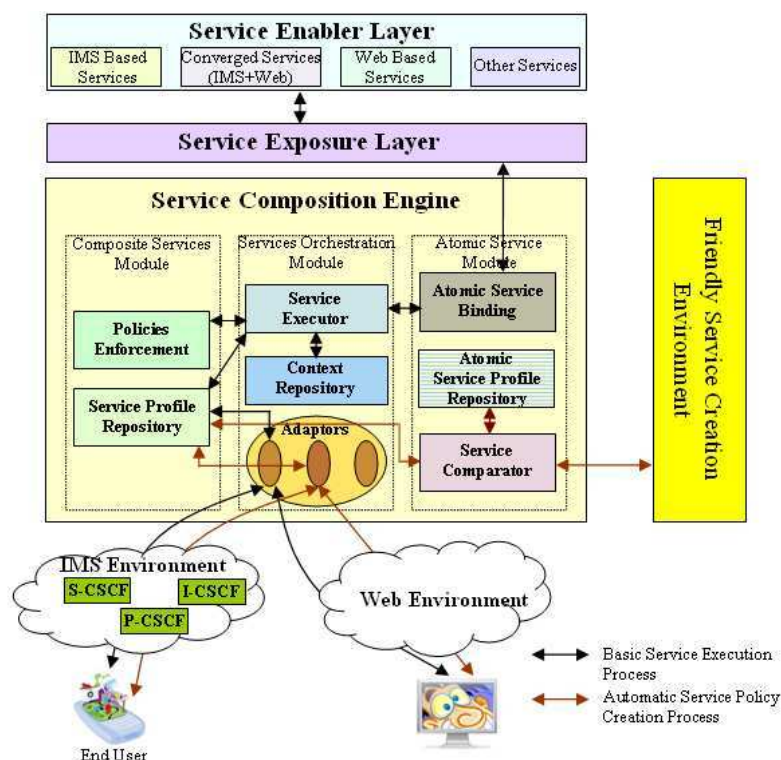 Service Enabler Layer
IMS Based
Services
Converged Services
(IMS+Web)
Web Based
Services
Other Services
Service Exposure Layer
Service Composition Engine
Composite Services
Module
Services Orchestration
Module
Atomic Service
Module
Policies
Enforcement
Service
Executor
Atomic Service
Binding
Service Profile
Repository
Context
Repository
Atomic
Service Profile
Repository
Adaptors
Service
Comparator
Friendly Service Creation
Environment
IMS Environment
S-CSCF
I-CSCF
P-CSCF
Web Environment
End User
Basic Service Execution
Process
Automatic Service Policy
Creation Process